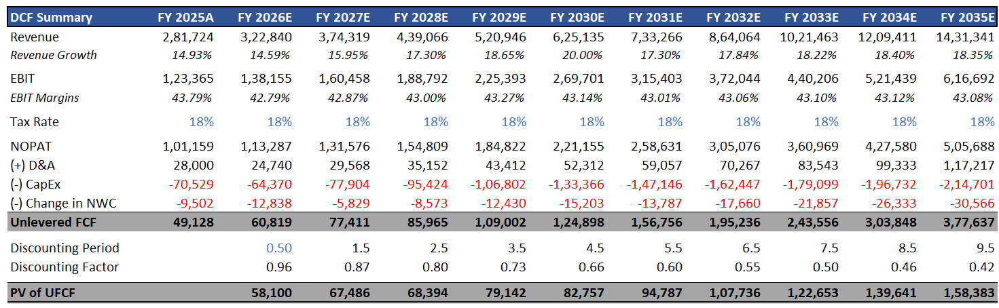 DCF Summary FY 2025A FY 2026E FY 2027E FY 2028E FY 2029E FY 2030E FY 2031E FY 2032E FY 2033E FY 2034E FY 2035E
Revenue 2,81,724 3,22,840 3,74,319 4,39,066 5,20,946 6,25,135 7,33,266 8,64,064 10,21,463 12,09,411 14,31,341
Revenue Growth 14.93% 14.59% 15.95% 17.30% 18.65% 20.00% 17.30% 17.84% 18.22% 18.40% 18.35%
EBIT 1,23,365 1,38,155 1,60,458 1,88,792 2,25,393 2,69,701 3,15,403 3,72,044 4,40,206 5,21,439 6,16,692
EBIT Margins 43.79% 42.79% 42.87% 43.00% 43.27% 43.14% 43.01% 43.06% 43.10% 43.12% 43.08%
Tax Rate 18% 18% 18% 18% 18% 18% 18% 18% 18% 18% 18%
NOPAT 1,01,159 1,13,287 1,31,576 1,54,809 1,84,822 2,21,155 2,58,631 3,05,076 3,60,969 4,27,580 5,05,688
(+) D&A 28,000 24,740 29,568 35,152 43,412 52,312 59,057 70,267 83,543 99,333 1,17,217
(-) CapEx -70,529 -64,370 -77,904 -95,424 -1,06,802 -1,33,366 -1,47,146 -1,62,447 -1,79,099 -1,96,732 -2,14,701
(-) Change in NWC -9,502 -12,838 -5,829 -8,573 -12,430 -15,203 -13,787 -17,660 -21,857 -26,333 -30,566
Unlevered FCF 49,128 60,819 77,411 85,965 1,09,002 1,24,898 1,56,756 1,95,236 2,43,556 3,03,848 3,77,637
Discounting Period 0.50 1.5 2.5 3.5 4.5 5.5 6.5 7.5 8.5 9.5
Discounting Factor 0.96 0.87 0.80 0.73 0.66 0.60 0.55 0.50 0.46 0.42
PV of UFCF 58,100 67,486 68,394 79,142 82,757 94,787 1,07,736 1,22,653 1,39,641 1,58,383